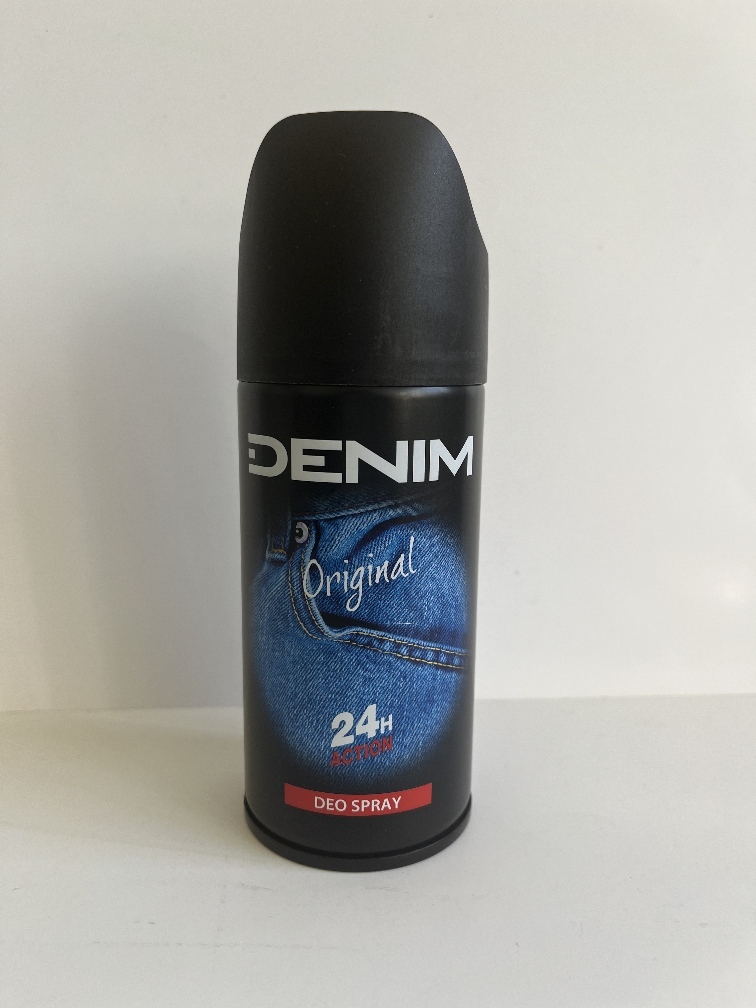 DENIM
Original
24H
ACTION
DEO SPRAY